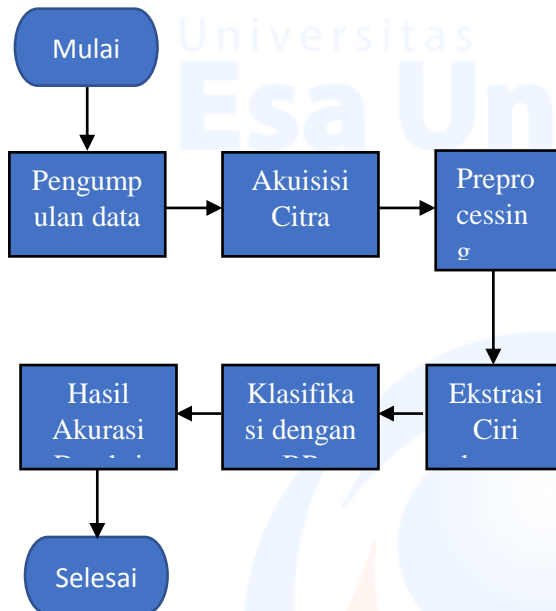 Universitas
Esa Un
Mulai
Pengump
ulan data
Akuisisi
Citra
Prepro
cessin
g
Ekstrasi
Ciri
Klasifika
si dengan
Hasil
Akurasi
Selesai